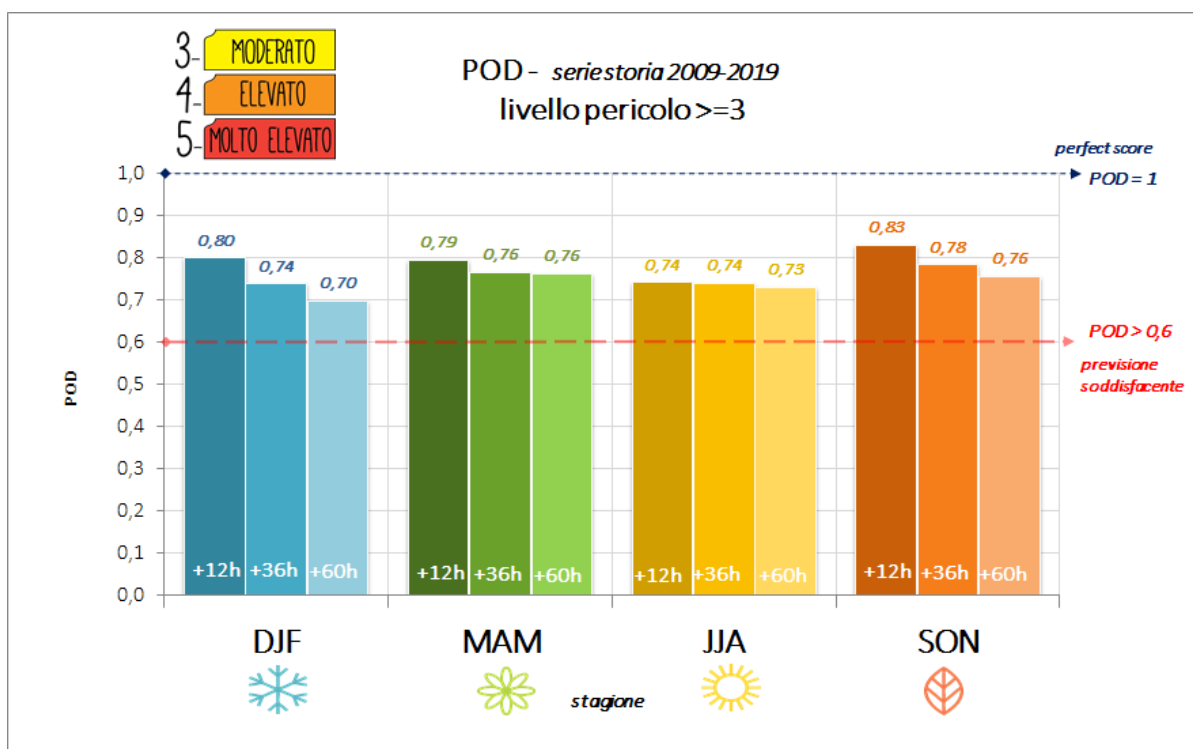 3- MODERATO
4- ELEVATO
5- MOLTO ELEVATO
POD - serie storia 2009-2019
livello pericolo >=3
perfect score
POD = 1
1,0
0,9
0,8
0,7
0,6
0,5
0,4
0,3
0,2
0,1
0,0
POD
0,80
0,74
0,70
0,79
0,76
0,76
0,74
0,74
0,73
0,83
0,78
0,76
POD > 0,6
previsione
soddisfacente
+12h +36h +60h
+12h +36h +60h
+12h +36h +60h
+12h +36h +60h
DJF MAM JJA SON
stagione